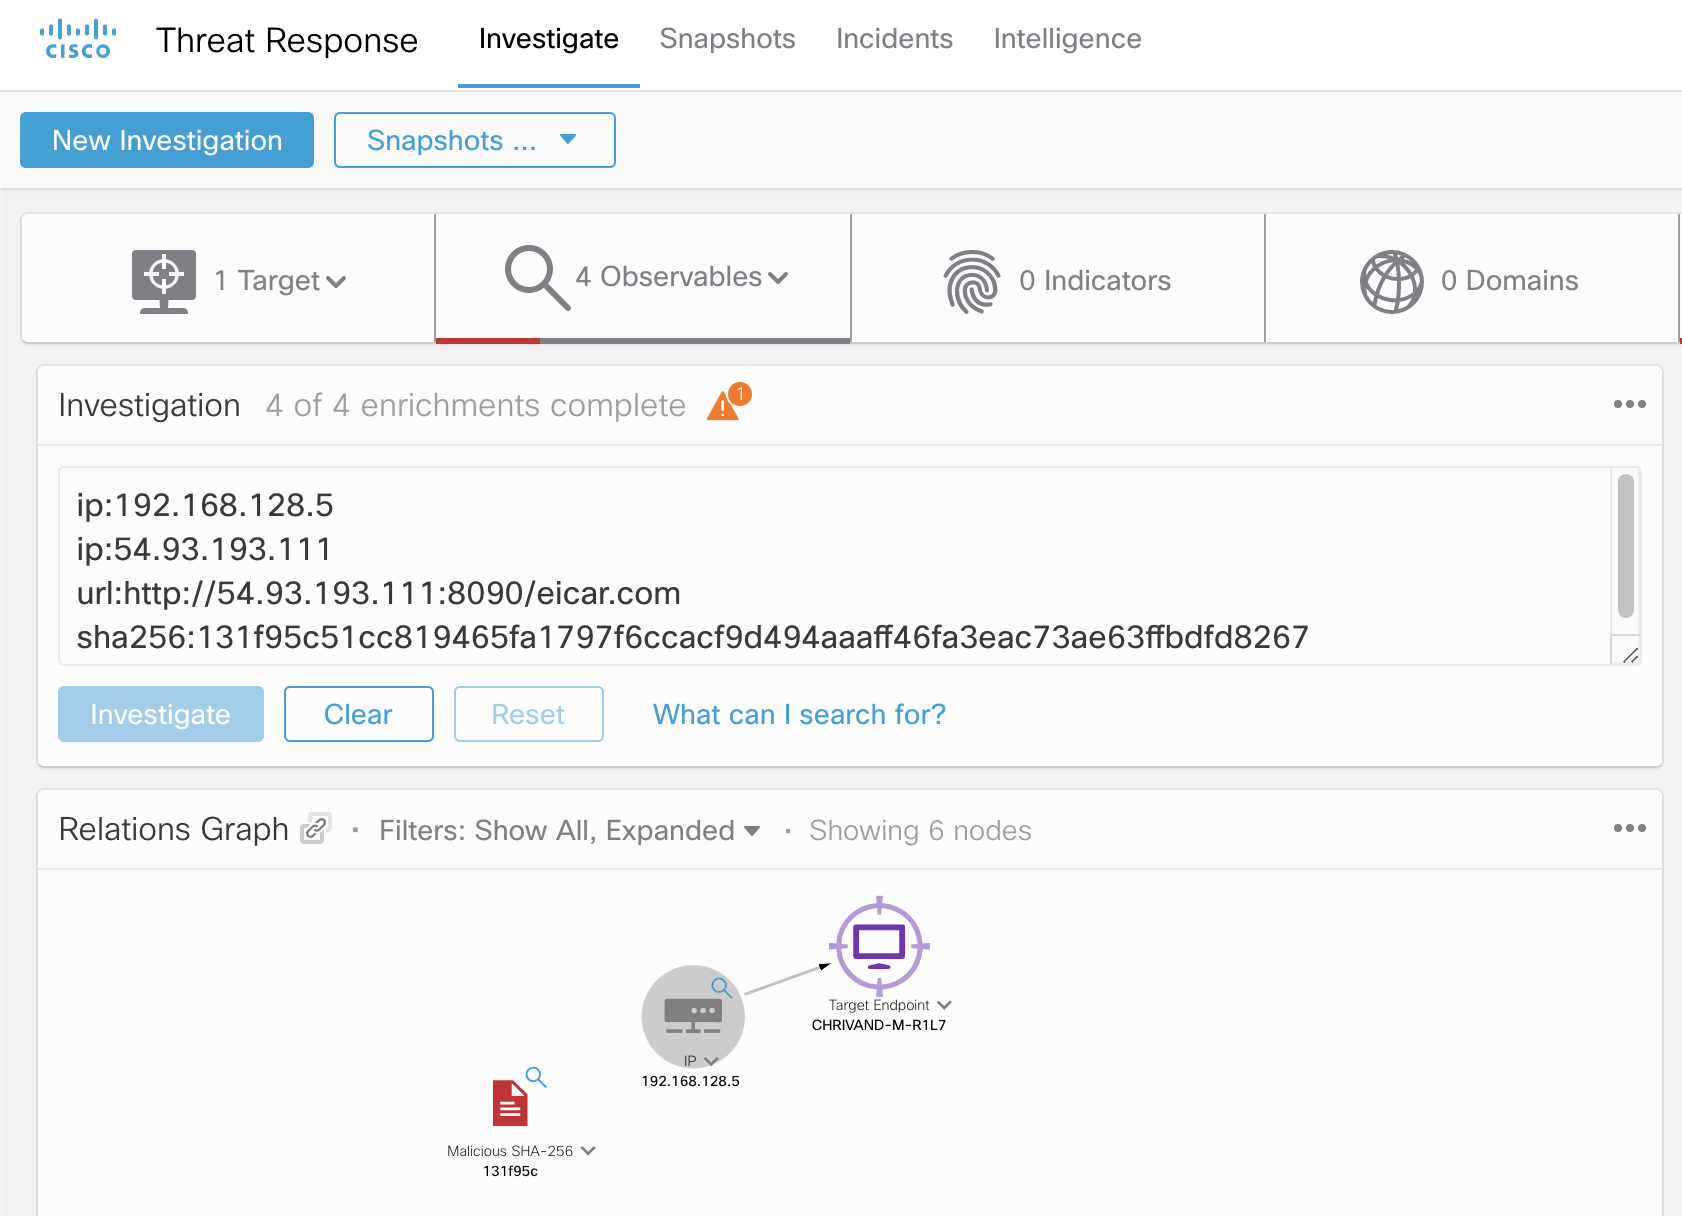 CISCO
Threat Response
Investigate
Snapshots
Incidents
Intelligence
New Investigation
Snapshots ...
1 Target
4 Observables
0 Indicators
0 Domains
Investigation
4 of 4 enrichments complete
1
ip:192.168.128.5
ip:54.93.193.111
url:http://54.93.193.111:8090/eicar.com
sha256:131f95c51cc819465fa1797f6ccacf9d494aaaff46fa3eac73ae63ffbdfd8267
Investigate
Clear
Reset
What can I search for?
Relations Graph
· Filters: Show All, Expanded
· Showing 6 nodes
Target Endpoint
CHRIVAND-M-R1L7
IP
192.168.128.5
Malicious SHA-256
131f95c